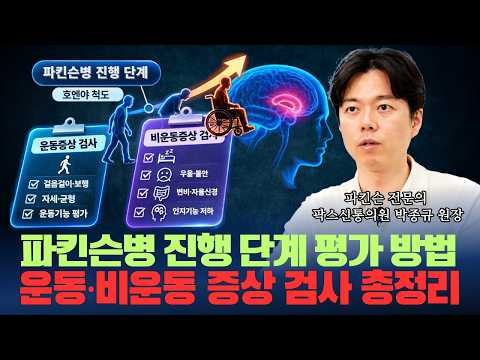 파킨슨병 진행 단계
호엔야 척도
운동증상 검사
걸음걸이·보행
자세·균형
운동기능 평가
비운동증상 검사
우울·불안
변비·자율신경
인지기능 저하
파킨슨 전문의
파스신통의원 박종규 원장
파킨슨병 진행 단계 평가 방법
운동·비운동 증상 검사 총정리